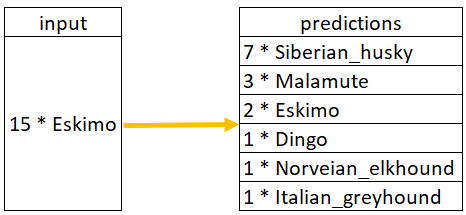 input
15 * Eskimo
predictions
7 * Siberian_husky
3 * Malamute
2 * Eskimo
1 * Dingo
1 * Norveian_elkhound
1 * Italian_greyhound